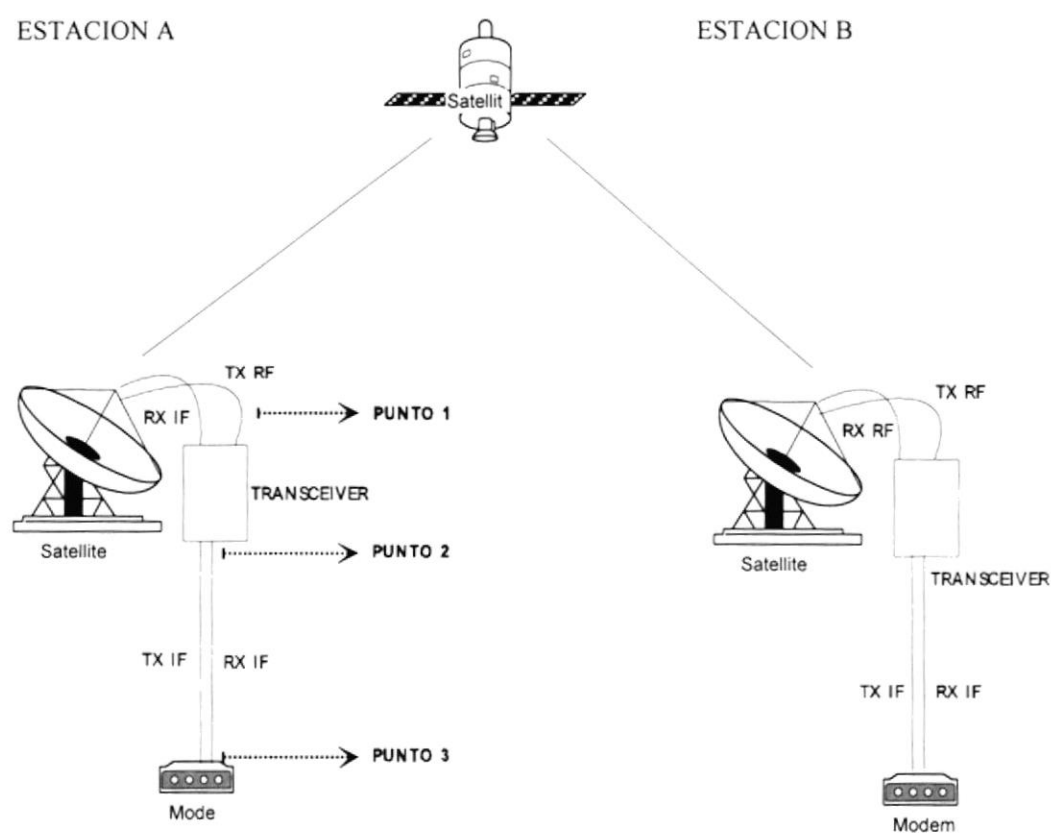 ESTACION A
ESTACION B
Satellit
TX RF
RX IF
PUNTO 1
TRANSCEIVER
Satellite
PUNTO 2
TX IF
RX IF
PUNTO 3
Mode
TX RF
RX RF
Satellite
TRANSCEIVER
TX IF
RX IF
Modem